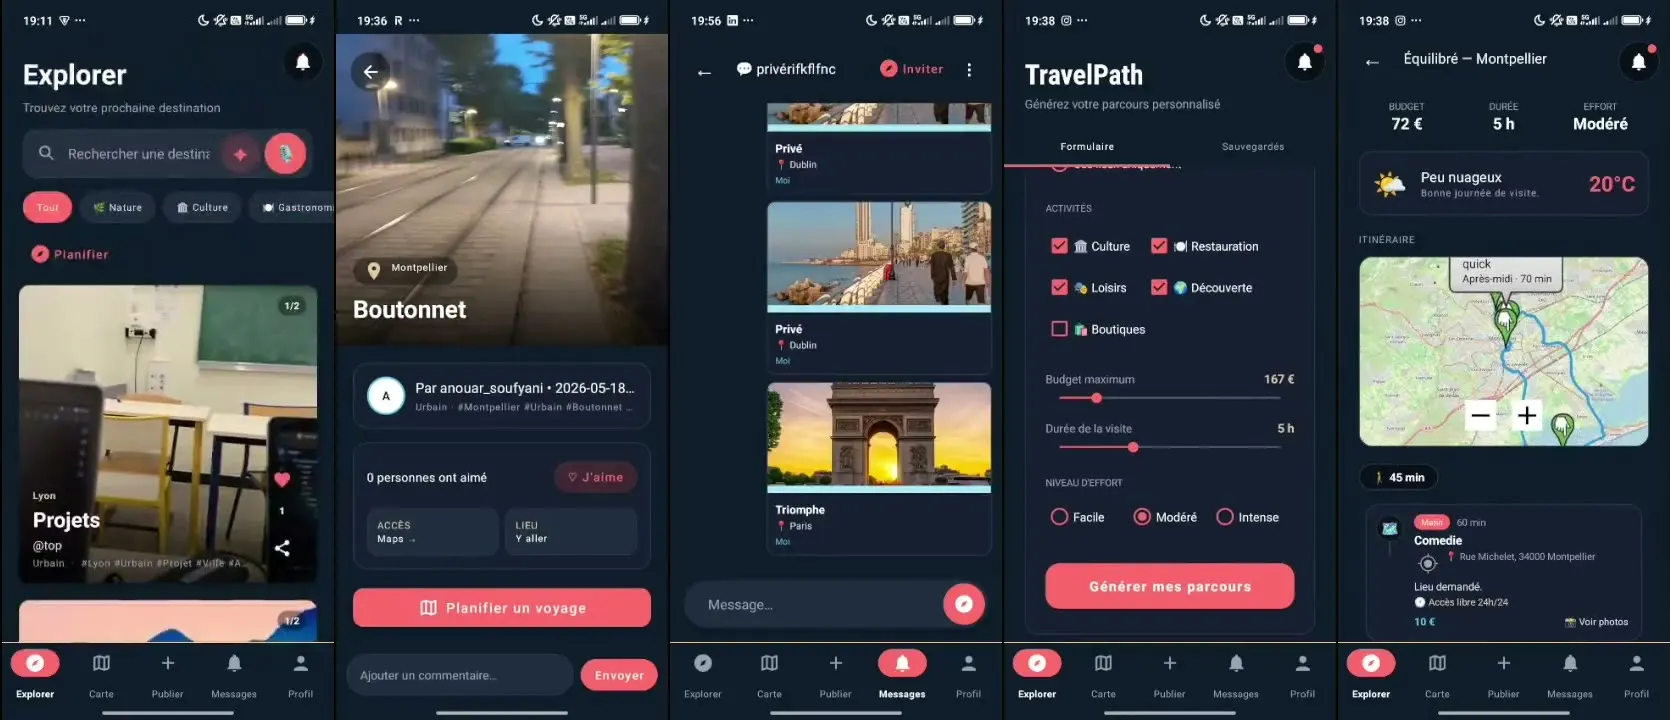 19:11
Explorer
Trouvez votre prochaine destination
Rechercher une destin
Tout
Nature
Culture
Gastronom
Planifier
1/2
Lyon
Projets
@top
Urbain · #Lyon #Urbain #Projet #Ville #A...
1
1/2
Explorer
Carte
Publier
Messages
Profil
19:36 R
Montpellier
Boutonnet
A
Par anouar_soufyani • 2026-05-18...
Urbain · #Montpellier #Urbain #Boutonnet ...
0 personnes ont aimé
♡ J'aime
ACCÈS
Maps →
LIEU
Y aller
Planifier un voyage
Ajouter un commentaire...
Envoyer
19:56
← privérifkflfnc
Inviter
Privé
Dublin
Moi
Privé
Dublin
Moi
Triomphe
Paris
Moi
Message...
Explorer
Carte
Publier
Messages
Profil
19:38
TravelPath
Générez votre parcours personnalisé
Formulaire
Sauvegardés
ACTIVITÉS
Culture
Restauration
Loisirs
Découverte
Boutiques
Budget maximum
167 €
Durée de la visite
5 h
NIVEAU D'EFFORT
Facile
Modéré
Intense
Générer mes parcours
Explorer
Carte
Publier
Messages
Profil
19:38
← Équilibré — Montpellier
BUDGET
72 €
DURÉE
5 h
EFFORT
Modéré
Peu nuageux
Bonne journée de visite.
20°C
ITINÉRAIRE
quick
Après-midi · 70 min
− +
45 min
Matin
60 min
Comedie
Rue Michelet, 34000 Montpellier
Lieu demandé.
Accès libre 24h/24
10 €
Voir photos
Explorer
Carte
Publier
Messages
Profil